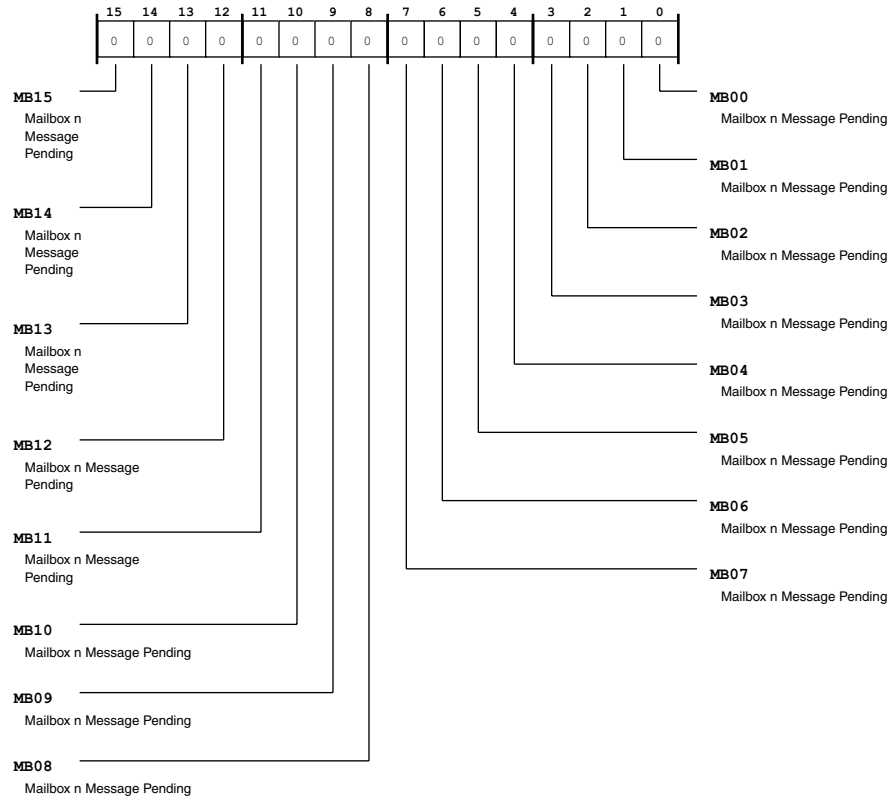 15 14 13 12 11 10 9 8 7 6 5 4 3 2 1 0
0 0 0 0 0 0 0 0 0 0 0 0 0 0 0 0
MB15
Mailbox n
Message
Pending
MB14
Mailbox n
Message
Pending
MB13
Mailbox n
Message
Pending
MB12
Mailbox n Message
Pending
MB11
Mailbox n Message
Pending
MB10
Mailbox n Message Pending
MB09
Mailbox n Message Pending
MB08
Mailbox n Message Pending
MB00
Mailbox n Message Pending
MB01
Mailbox n Message Pending
MB02
Mailbox n Message Pending
MB03
Mailbox n Message Pending
MB04
Mailbox n Message Pending
MB05
Mailbox n Message Pending
MB06
Mailbox n Message Pending
MB07
Mailbox n Message Pending